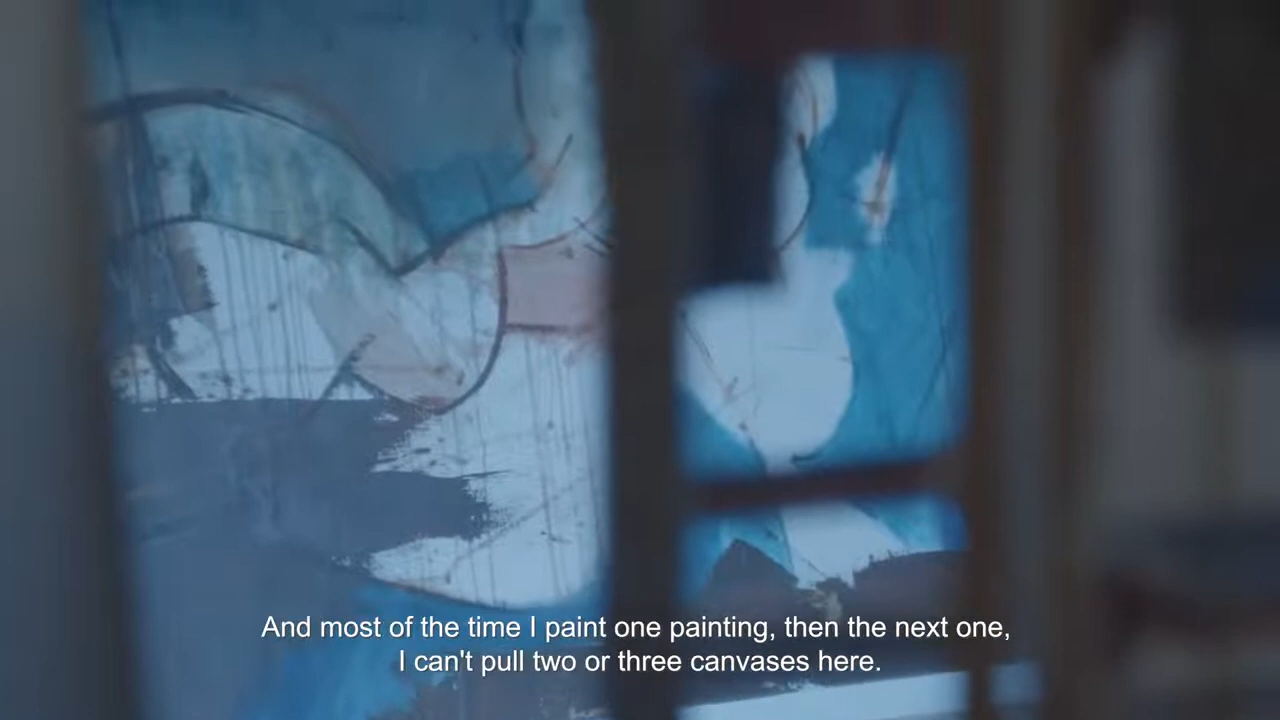 And most of the time I paint one painting, then the next one,
I can't pull two or three canvases here.